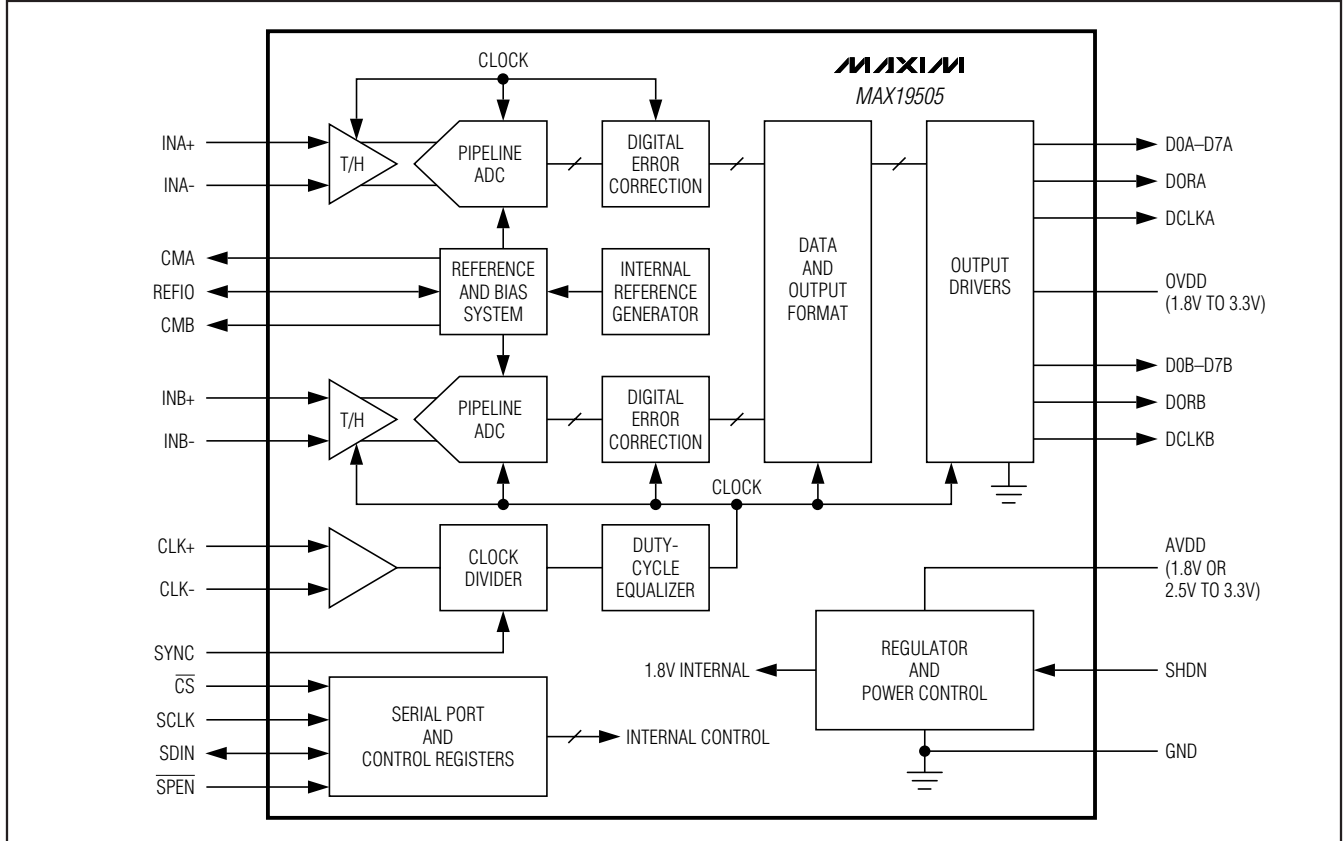 CLOCK
MAXIM
MAX19505
INA+
INA-
T/H
PIPELINE
ADC
DIGITAL
ERROR
CORRECTION
DATA
AND
OUTPUT
FORMAT
OUTPUT
DRIVERS
D0A–D7A
DORA
DCLKA
CMA
REFIO
CMB
REFERENCE
AND BIAS
SYSTEM
INTERNAL
REFERENCE
GENERATOR
OVDD
(1.8V TO 3.3V)
INB+
INB-
T/H
PIPELINE
ADC
DIGITAL
ERROR
CORRECTION
D0B–D7B
DORB
DCLKB
CLOCK
CLK+
CLK-
CLOCK
DIVIDER
DUTY-
CYCLE
EQUALIZER
AVDD
(1.8V OR
2.5V TO 3.3V)
SYNC
1.8V INTERNAL
REGULATOR
AND
POWER CONTROL
SHDN
GND
C̅S̅
SCLK
SDIN
S̅P̅E̅N̅
SERIAL PORT
AND
CONTROL REGISTERS
INTERNAL CONTROL